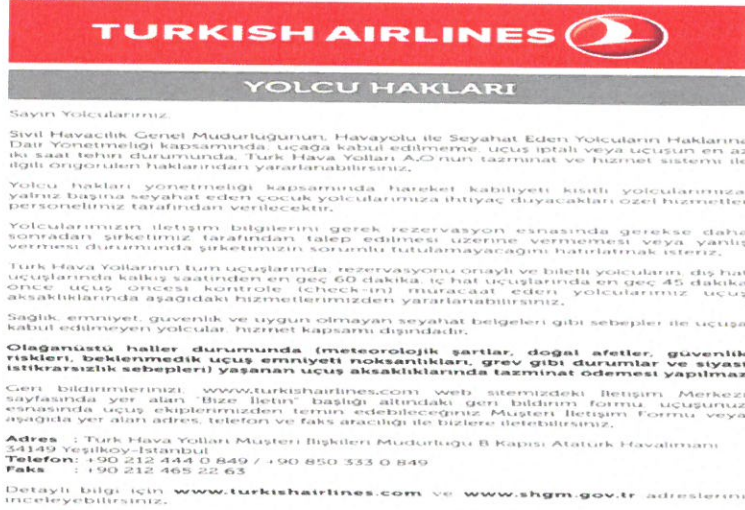 TURKISH AIRLINES
YOLCU HAKLARI
Sayın Yolcularımız,
Sivil Havacılık Genel Müdürlüğünün, Havayolu ile Seyahat Eden Yolcuların Haklarına
Dair Yönetmeliği kapsamında; uçağa kabul edilmeme, uçuş iptali veya uçuşun en az
iki saat tehiri durumunda, Türk Hava Yolları A.O nun tazminat ve hizmet sistemi ile
ilgili öngörülen haklarından yararlanabilirsiniz.
Yolcu hakları yönetmeliği kapsamında hareket kabiliyeti kısıtlı yolcularımıza,
yalnız başına seyahat eden çocuk yolcularımıza ihtiyaç duyacakları özel hizmetler
personelimiz tarafından verilecektir.
Yolcularımızın iletişim bilgilerini gerek rezervasyon esnasında gerekse daha
sonradan şirketimiz tarafından talep edilmesi üzerine vermemesi veya yanlış
vermesi durumunda şirketimizin sorumlu tutulamayacağını hatırlatmak isteriz.
Türk Hava Yollarının tüm uçuşlarında; rezervasyonu onaylı ve biletli yolcuların, dış hat
uçuşlarında kalkış saatinden en geç 60 dakika, iç hat uçuşlarında en geç 45 dakika
önce uçuş öncesi kontrole (check-in) müracaat eden yolcularımız uçuş
aksaklıklarında aşağıdaki hizmetlerimizden yararlanabilirsiniz.
Sağlık, emniyet, güvenlik ve uygun olmayan seyahat belgeleri gibi sebepler ile uçuşa
kabul edilmeyen yolcular, hizmet kapsamı dışındadır.
Olağanüstü haller durumunda (meteorolojik şartlar, doğal afetler, güvenlik
riskleri, beklenmedik uçuş emniyeti noksanlıkları, grev gibi durumlar ve siyasi
istikrarsızlık sebepleri) yaşanan uçuş aksaklıklarında tazminat ödemesi yapılmaz
Geri bildirimlerinizi, www.turkishairlines.com web sitemizdeki İletişim Merkezi
sayfasında yer alan "Bize İletin" başlığı altındaki geri bildirim formu, uçuşunuz
esnasında uçuş ekiplerimizden temin edebileceğiniz Müşteri İletişim Formu veya
aşağıda yer alan adres, telefon ve faks aracılığı ile bizlere iletebilirsiniz.
Adres : Türk Hava Yolları Müşteri İlişkileri Müdürlüğü B Kapısı Atatürk Havalimanı
34149 Yeşilköy-İstanbul
Telefon: +90 212 444 0 849 / +90 850 333 0 849
Faks : +90 212 465 22 63
Detaylı bilgi için www.turkishairlines.com ve www.shgm.gov.tr adreslerini
inceleyebilirsiniz.